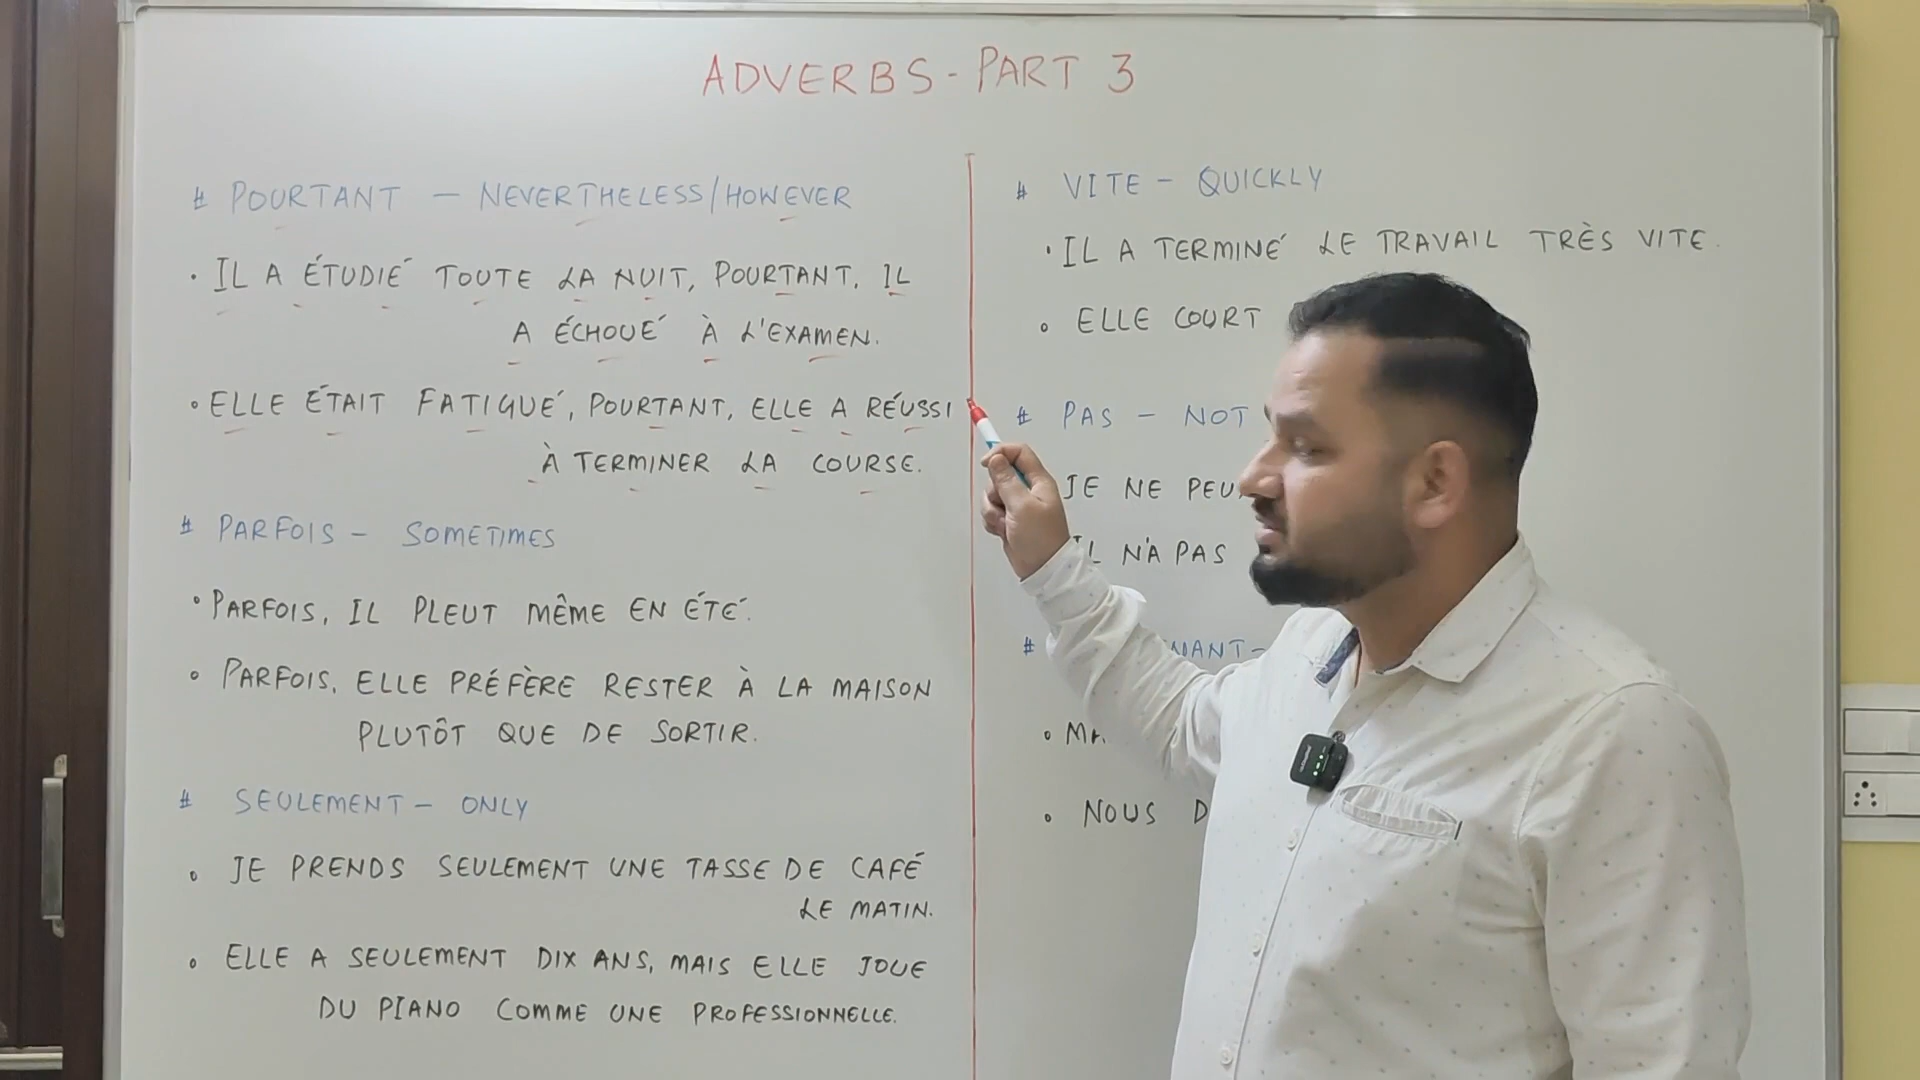 ADVERBS - PART 3
# POURTANT - NEVERTHELESS/HOWEVER
• IL A ÉTUDIÉ TOUTE LA NUIT, POURTANT, IL
A ÉCHOUÉ À L'EXAMEN.
• ELLE ÉTAIT FATIGUÉ, POURTANT, ELLE A RÉUSSI
À TERMINER LA COURSE.
# PARFOIS - SOMETIMES
• PARFOIS, IL PLEUT MÊME EN ÉTÉ.
• PARFOIS, ELLE PRÉFÈRE RESTER À LA MAISON
PLUTÔT QUE DE SORTIR.
# SEULEMENT - ONLY
• JE PRENDS SEULEMENT UNE TASSE DE CAFÉ
LE MATIN.
• ELLE A SEULEMENT DIX ANS, MAIS ELLE JOUE
DU PIANO COMME UNE PROFESSIONNELLE.
# VITE - QUICKLY
• IL A TERMINÉ LE TRAVAIL TRÈS VITE.
• ELLE COURT
# PAS - NOT
JE NE
IL N'A PAS
#
•
• NOUS